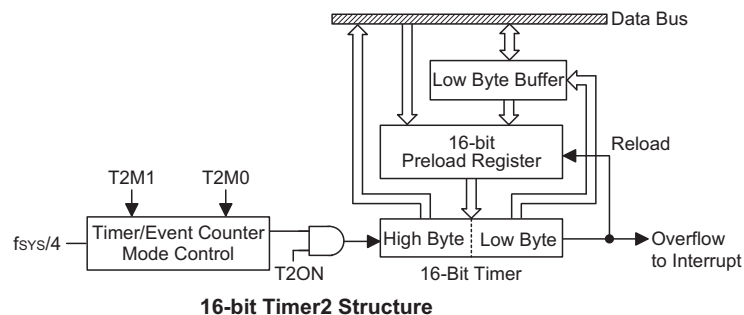 Data Bus
Low Byte Buffer
16-bit
Preload Register
Reload
T2M1
T2M0
fSYS/4
Timer/Event Counter
Mode Control
T2ON
High Byte
Low Byte
16-Bit Timer
Overflow
to Interrupt
16-bit Timer2 Structure